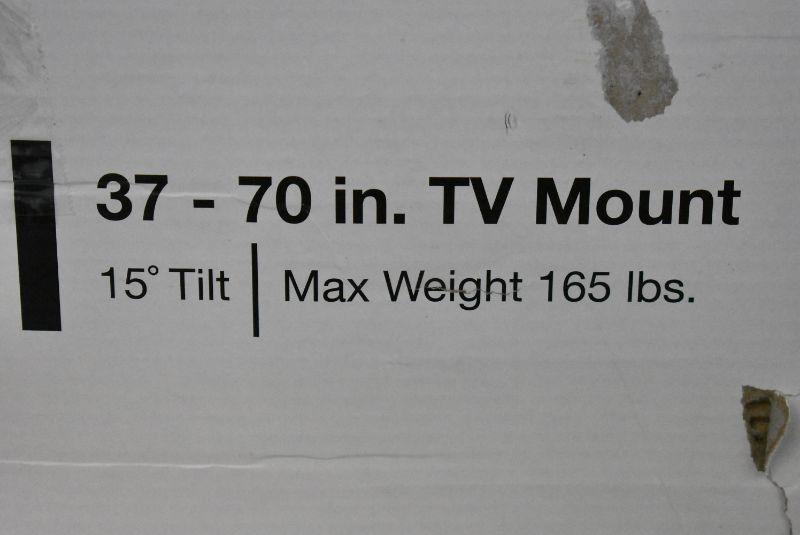 37 - 70 in. TV Mount
15° Tilt | Max Weight 165 lbs.